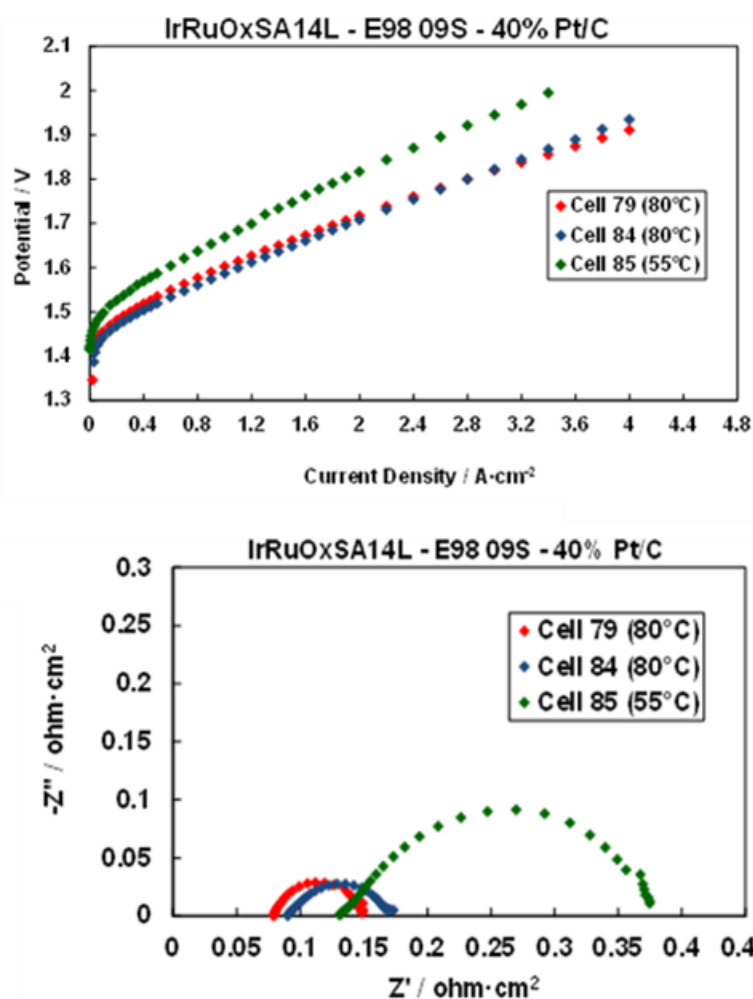 IrRuOxSA14L - E98 09S - 40% Pt/C
2.1
2
1.9
1.8
1.7
1.6
1.5
1.4
1.3
Potential / V
Cell 79 (80°C)
Cell 84 (80°C)
Cell 85 (55°C)
0 0.4 0.8 1.2 1.6 2 2.4 2.8 3.2 3.6 4 4.4 4.8
Current Density / A·cm⁻²
IrRuOxSA14L - E98 09S - 40% Pt/C
0.3
0.25
0.2
0.15
0.1
0.05
0
-Z" / ohm·cm²
Cell 79 (80°C)
Cell 84 (80°C)
Cell 85 (55°C)
0 0.05 0.1 0.15 0.2 0.25 0.3 0.35 0.4 0.4
Z' / ohm·cm²